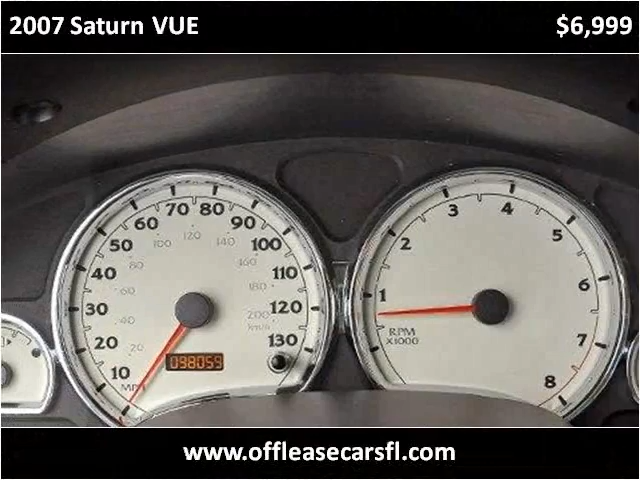 2007 Saturn VUE $6,999
10 20 30 40 50 60 70 80 90 100 110 120 130
20 40 60 80 100 120 140 160 180 200
km/h
MPH
098059
1 2 3 4 5 6 7 8
RPM
X1000
www.offleasecarsfl.com